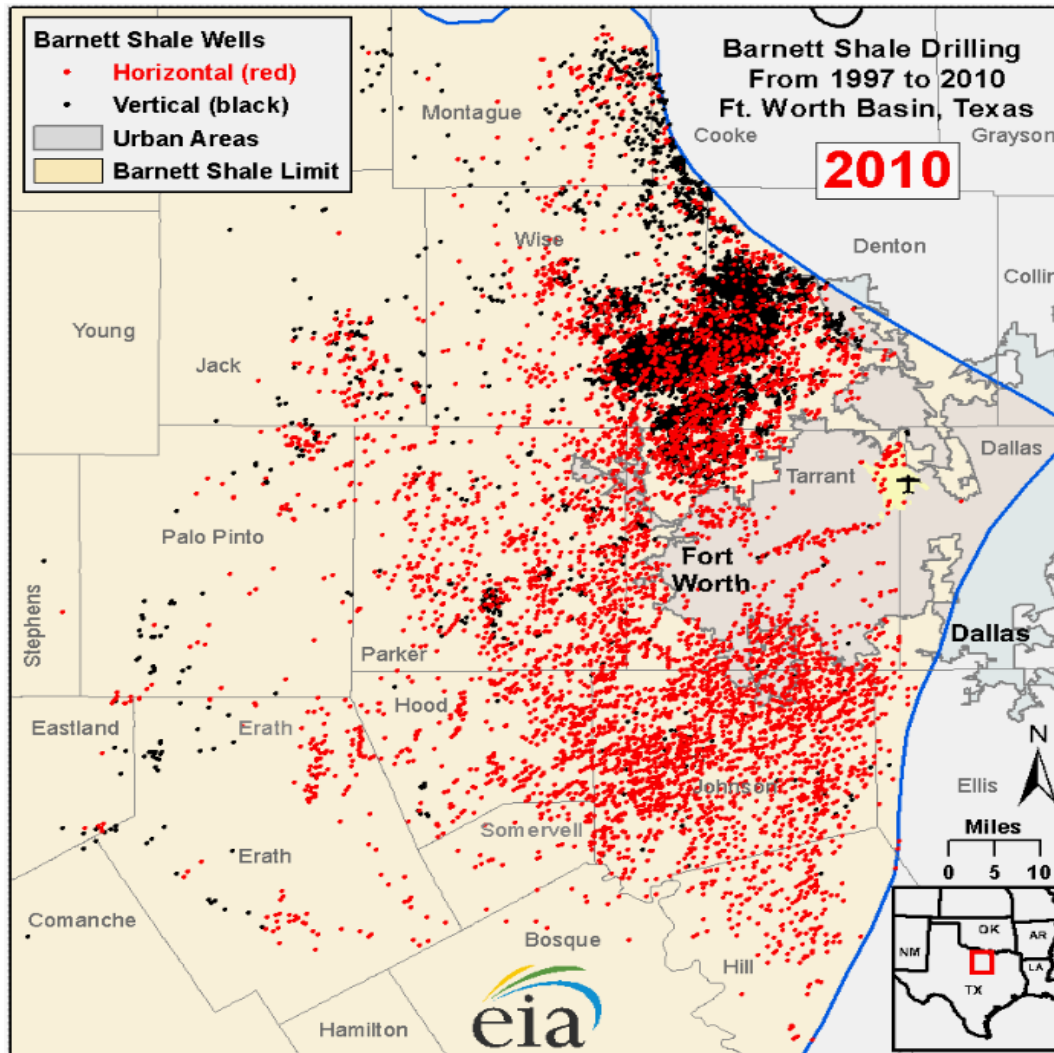 Barnett Shale Wells
Horizontal (red)
Vertical (black)
Urban Areas
Barnett Shale Limit
Barnett Shale Drilling
From 1997 to 2010
Ft. Worth Basin, Texas
2010
Montague
Cooke
Grayson
Wise
Denton
Collin
Young
Jack
Dallas
Tarrant
Palo Pinto
Fort
Worth
Stephens
Parker
Dallas
Hood
Eastland
Erath
Johnson
Ellis
N
Somervell
Miles
0 5 10
Erath
Comanche
Bosque
Hill
Hamilton
eia
NM
OK
AR
LA
TX